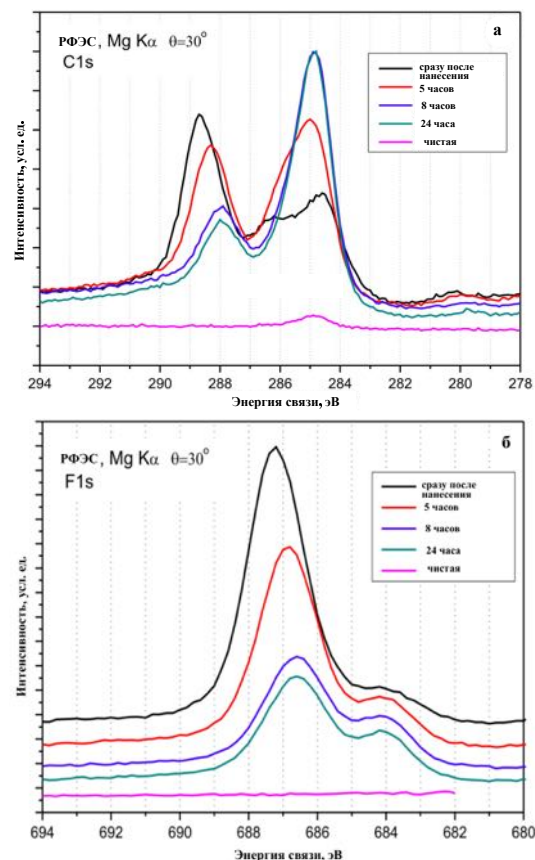 РФЭС, Mg Kα θ=30°
C1s
а
сразу после
нанесения
5 часов
8 часов
24 часа
чистая
Интенсивность, усл. ед.
294 292 290 288 286 284 282 280 278
Энергия связи, эВ
РФЭС, Mg Kα θ=30°
F1s
б
сразу после
нанесения
5 часов
8 часов
24 часа
чистая
Интенсивность, усл. ед.
694 692 690 688 686 684 682 680
Энергия связи, эВ